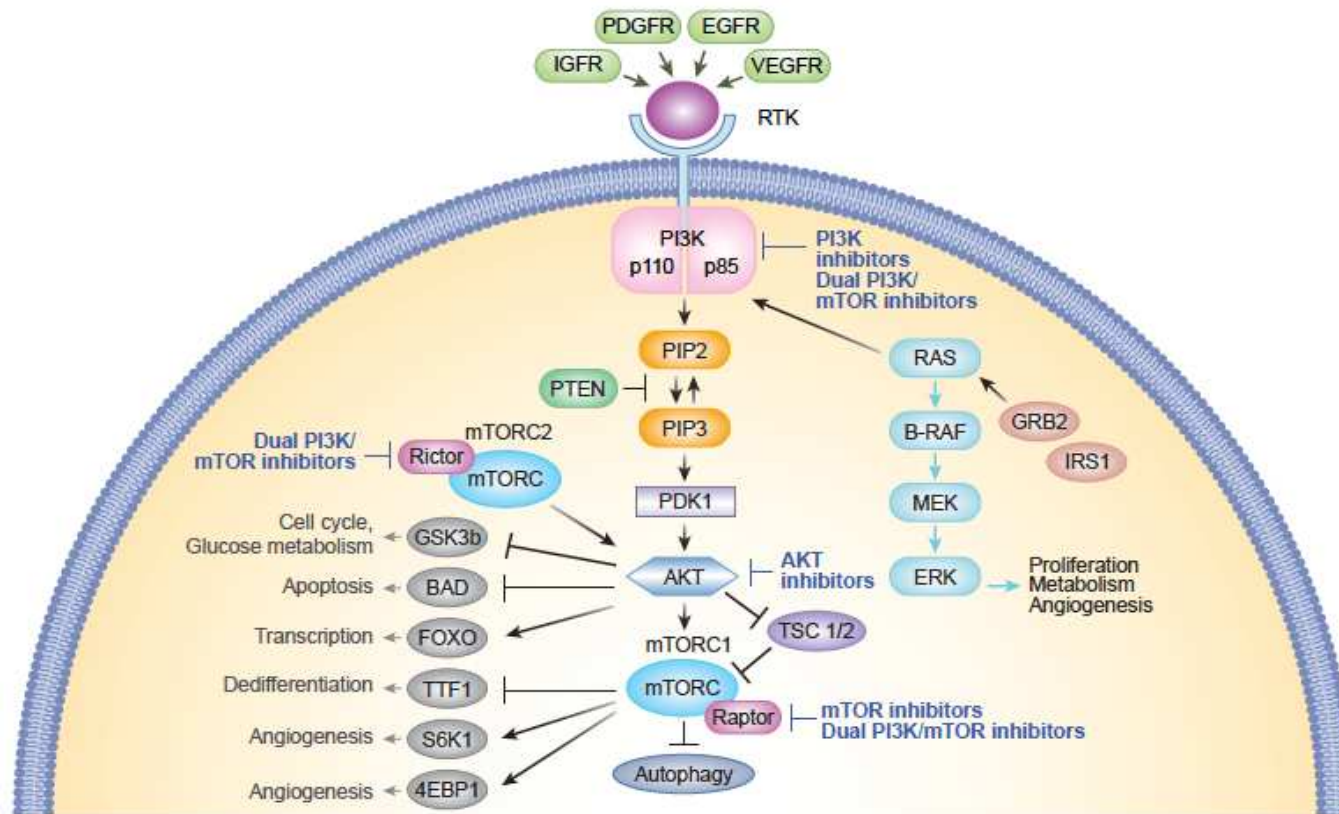 PDGFR
EGFR
IGFR
VEGFR
RTK
PI3K
p110
p85
PI3K
inhibitors
Dual PI3K/
mTOR inhibitors
PIP2
RAS
PTEN
GRB2
PIP3
B-RAF
IRS1
Dual PI3K/
mTOR inhibitors
mTORC2
Rictor
mTORC
PDK1
MEK
Cell cycle,
Glucose metabolism
GSK3b
AKT
AKT
inhibitors
ERK
Proliferation
Metabolism
Angiogenesis
Apoptosis
BAD
Transcription
FOXO
mTORC1
TSC 1/2
Dedifferentiation
TTF1
mTORC
Raptor
mTOR inhibitors
Dual PI3K/mTOR inhibitors
Angiogenesis
S6K1
Autophagy
Angiogenesis
4EBP1